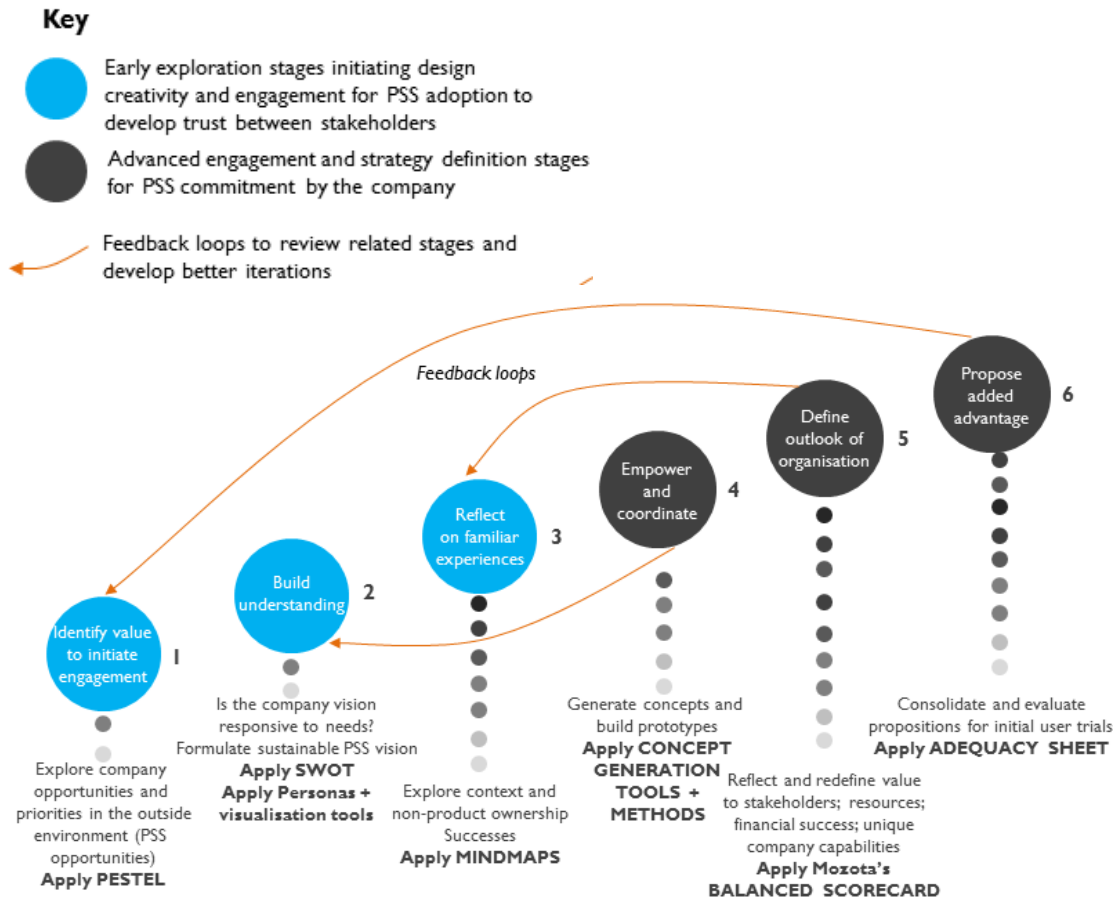 Key
Early exploration stages initiating design
creativity and engagement for PSS adoption to
develop trust between stakeholders
Advanced engagement and strategy definition stages
for PSS commitment by the company
Feedback loops to review related stages and
develop better iterations
Feedback loops
Identify value
to initiate
engagement
1
Explore company
opportunities and
priorities in the outside
environment (PSS
opportunities)
Apply PESTEL
Build
understanding
2
Is the company vision
responsive to needs?
Formulate sustainable PSS vision
Apply SWOT
Apply Personas +
visualisation tools
Reflect
on familiar
experiences
3
Explore context and
non-product ownership
Successes
Apply MINDMAPS
Empower
and
coordinate
4
Generate concepts and
build prototypes
Apply CONCEPT
GENERATION
TOOLS +
METHODS
Define
outlook of
organisation
5
Reflect and redefine value
to stakeholders; resources;
financial success; unique
company capabilities
Apply Mozota's
BALANCED SCORECARD
Propose
added
advantage
6
Consolidate and evaluate
propositions for initial user trials
Apply ADEQUACY SHEET